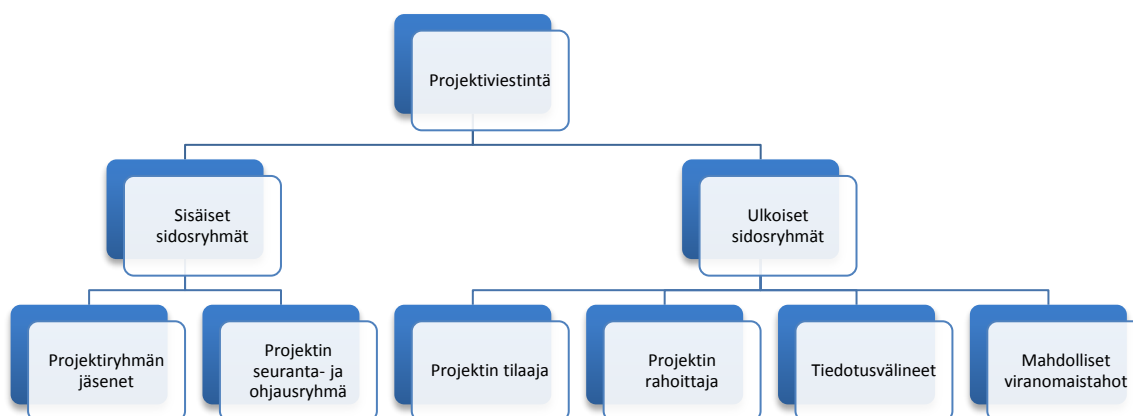 Projektiviestintä
Sisäiset
sidosryhmät
Ulkoiset
sidosryhmät
Projektiryhmän
jäsenet
Projektin
seuranta- ja
ohjausryhmä
Projektin tilaaja
Projektin
rahoittaja
Tiedotusvälineet
Mahdolliset
viranomaistahot